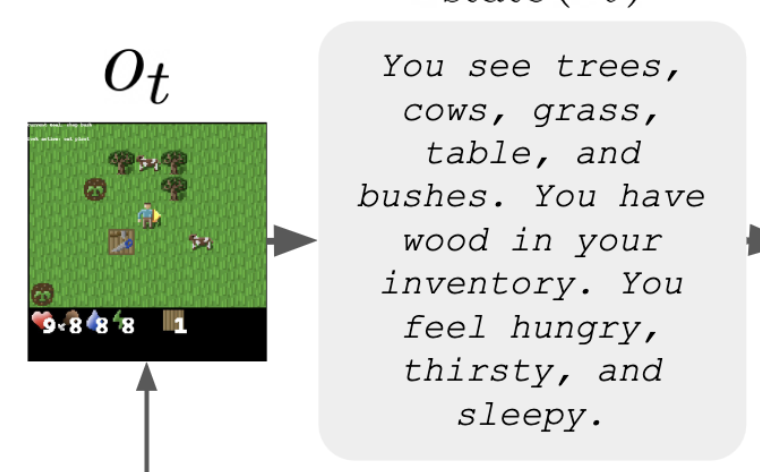 O_t
You see trees,
cows, grass,
table, and
bushes. You have
wood in your
inventory. You
feel hungry,
thirsty, and
sleepy.
9 8 8 8 1